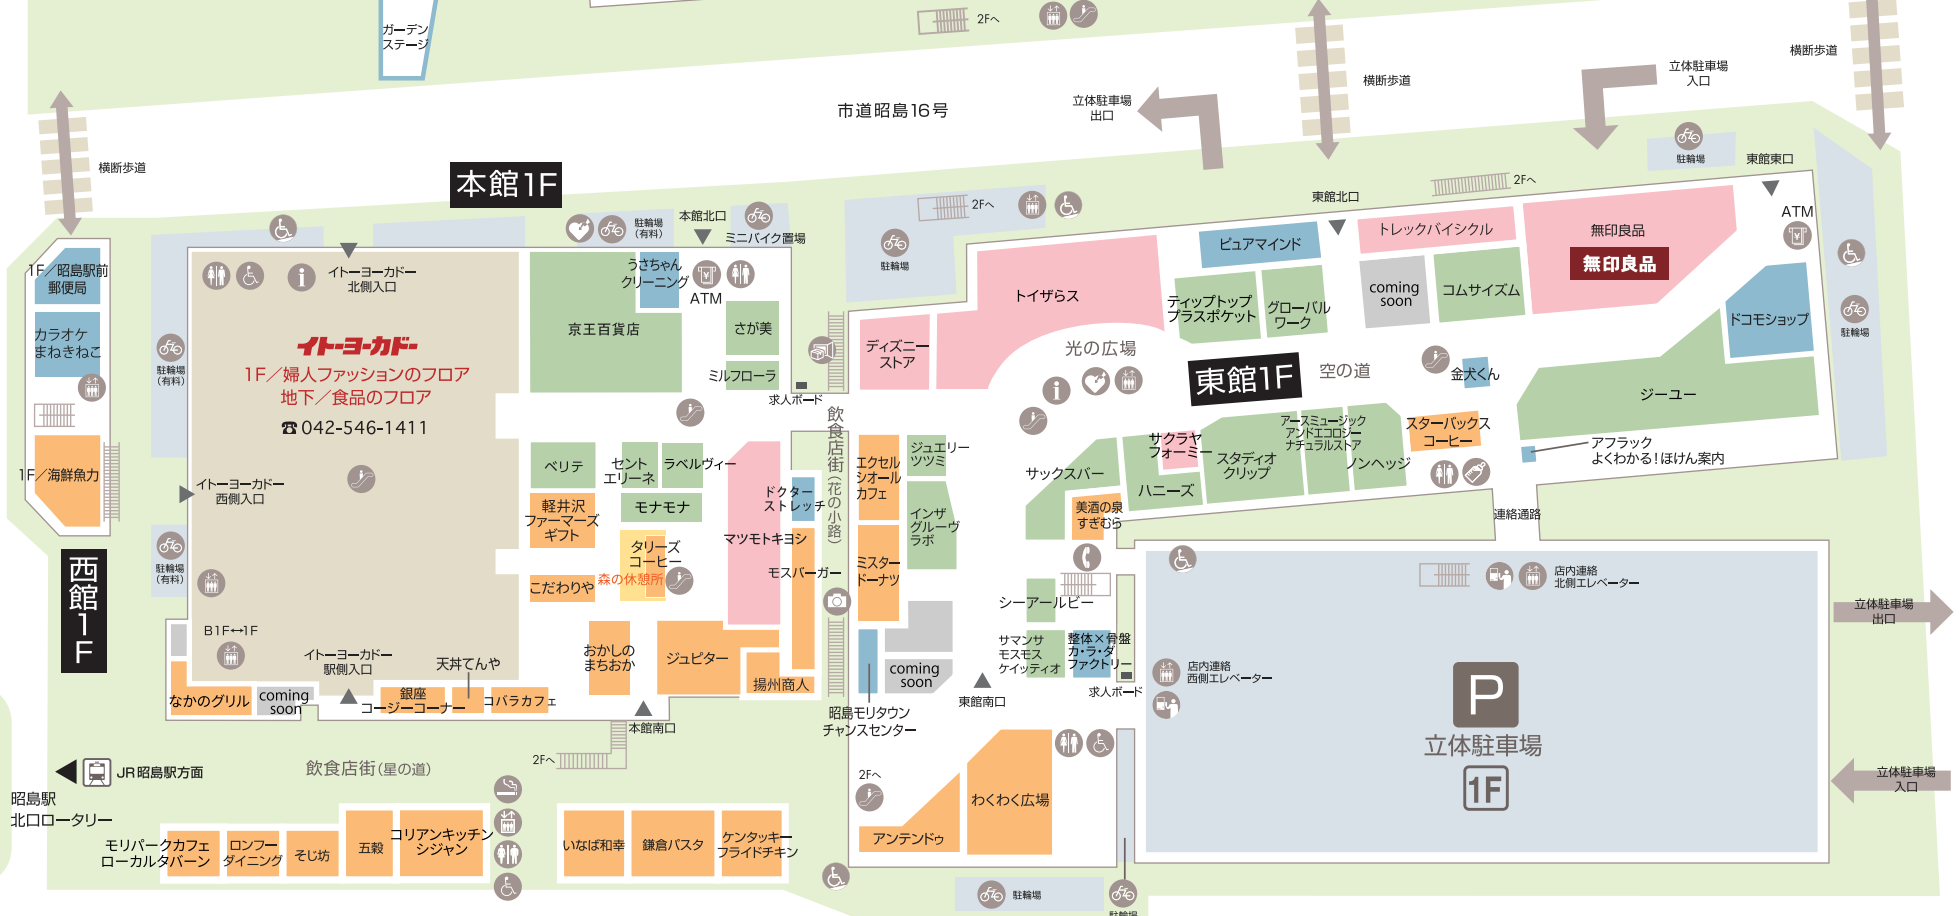 ガーデン
ステージ
2Fへ
横断歩道
立体駐車場
入口
横断歩道
立体駐車場
出口
市道昭島16号
横断歩道
駐輪場
東館東口
本館1F
2Fへ
東館北口
2Fへ
ATM
駐輪場
(有料)
本館北口
ミニバイク置場
駐輪場
トレックバイシクル
無印良品
無印良品
ピュアマインド
1F／昭島駅前
郵便局
イトーヨーカドー
北側入口
うさちゃん
クリーニング
ATM
トイザらス
ティップトップ
プラスポケット
グローバル
ワーク
coming
soon
コムサイズム
ドコモショップ
駐輪場
カラオケ
まねきねこ
駐輪場
(有料)
京王百貨店
さが美
ミルフローラ
ディズニー
ストア
光の広場
東館1F
空の道
金犬くん
ジーユー
イトーヨーカドー
1F／婦人ファッションのフロア
地下／食品のフロア
☎042-546-1411
求人ボード
飲食店街(花の小路)
1F／海鮮魚力
イトーヨーカドー
西側入口
ベリテ
セント
エリーネ
ラベルヴィー
モナモナ
軽井沢
ファーマーズ
ギフト
ドクター
ストレッチ
エクセル
シオール
カフェ
ジュエリー
ツツミ
インザ
グルーヴ
ラボ
サックスバー
サクラヤ
フォーミー
ハニーズ
スタディオ
クリップ
アースミュージック
アンドエコロジー
ナチュラルストア
ノンヘッジ
スターバックス
コーヒー
アフラック
よくわかる!ほけん案内
美酒の泉
すぎむら
連絡通路
西館1F
駐輪場
(有料)
タリーズ
コーヒー
森の休憩所
こだわりや
マツモトキヨシ
モスバーガー
ミスター
ドーナツ
シーアールビー
サマンサ
モスモス
ケイッティオ
整体×骨盤
カ・ラ・ダ
ファクトリー
求人ボード
店内連絡
北側エレベーター
立体駐車場
出口
B1F↔1F
イトーヨーカドー
駅側入口
天丼てんや
おかしの
まちおか
ジュピター
揚州商人
coming
soon
東館南口
店内連絡
西側エレベーター
P
立体駐車場
1F
立体駐車場
入口
なかのグリル
coming
soon
銀座
コージーコーナー
コバラカフェ
本館南口
昭島モリタウン
チャンスセンター
JR昭島駅方面
昭島駅
北口ロータリー
飲食店街(星の道)
2Fへ
2Fへ
わくわく広場
アンテンドゥ
モリパークカフェ
ローカルタバーン
ロンフー
ダイニング
そじ坊
五穀
コリアンキッチン
シジャン
いなば和幸
鎌倉パスタ
ケンタッキー
フライドチキン
駐輪場
駐輪場